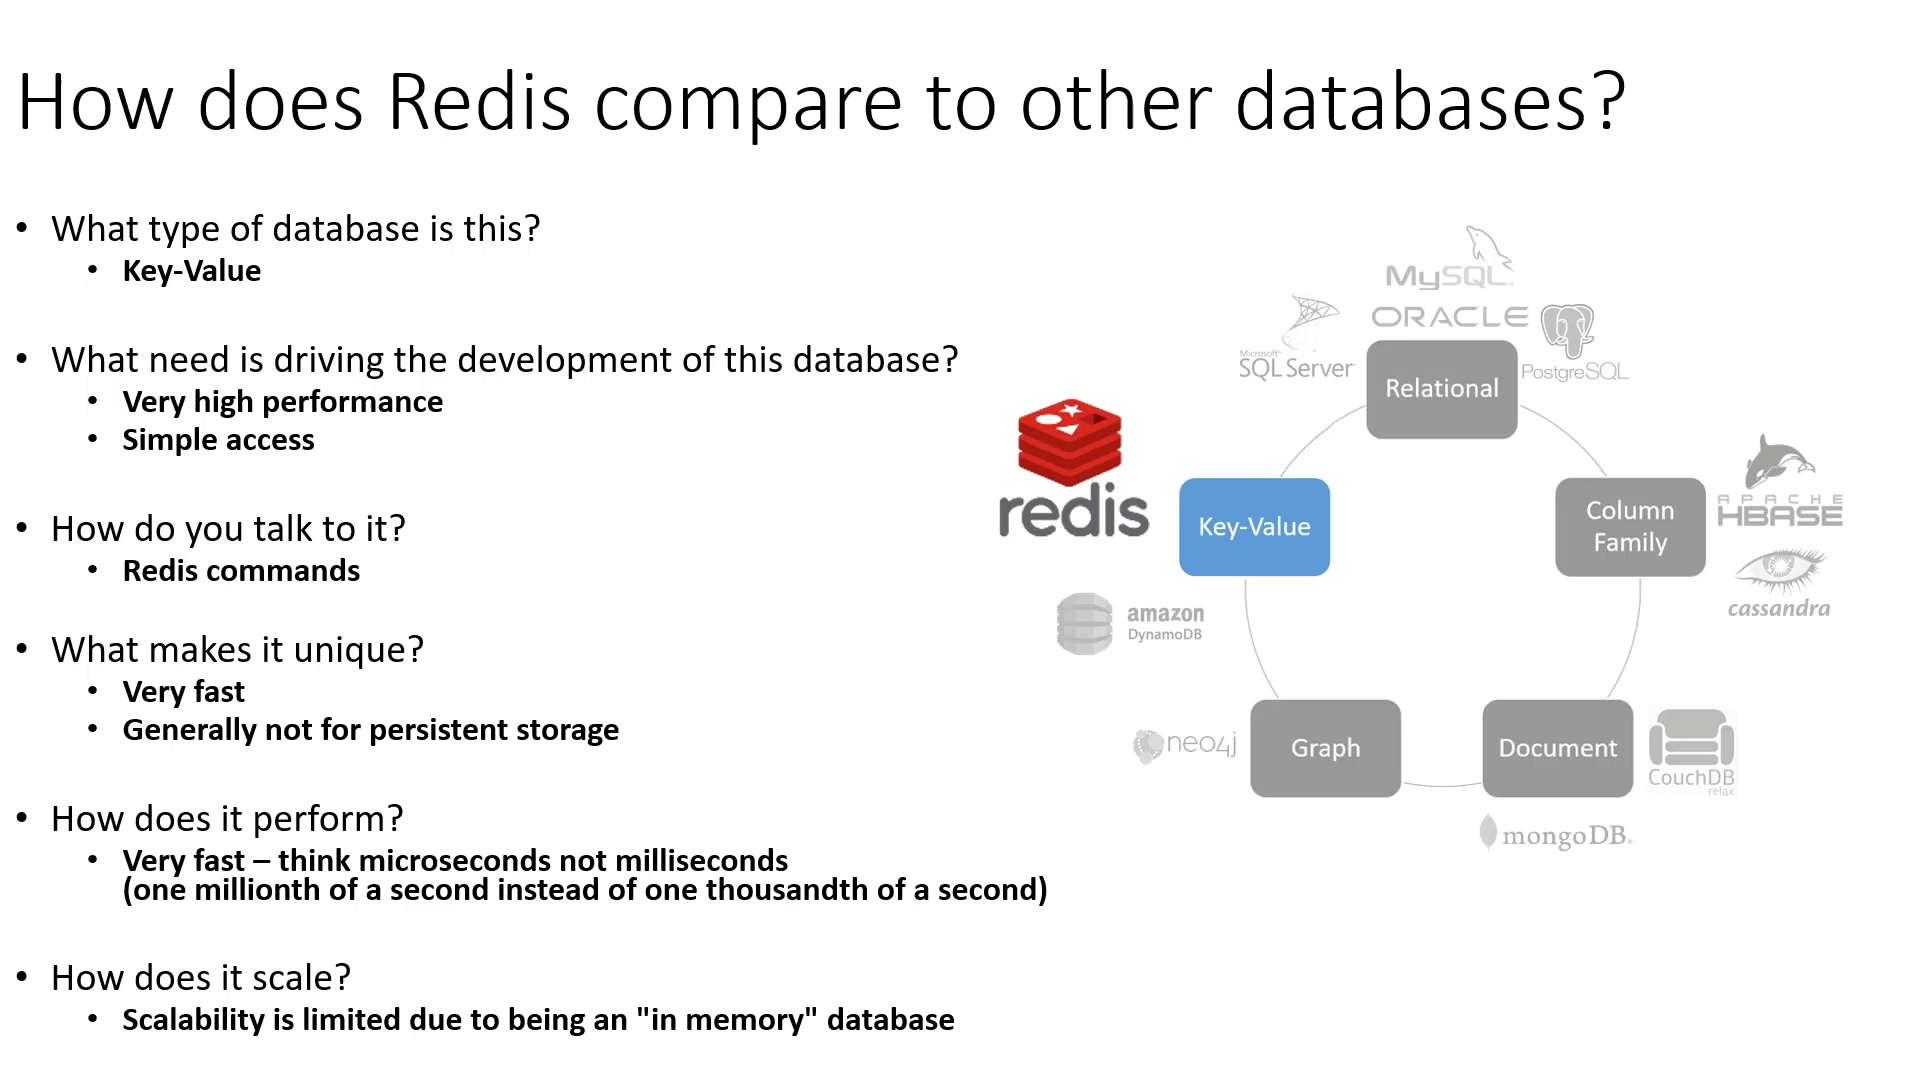 How does Redis compare to other databases?
• What type of database is this?
• Key-Value
• What need is driving the development of this database?
• Very high performance
• Simple access
• How do you talk to it?
• Redis commands
• What makes it unique?
• Very fast
• Generally not for persistent storage
• How does it perform?
• Very fast – think microseconds not milliseconds
(one millionth of a second instead of one thousandth of a second)
• How does it scale?
• Scalability is limited due to being an "in memory" database
MySQL
ORACLE
Microsoft
SQL Server
PostgreSQL
Relational
redis
Key-Value
Column
Family
APACHE
HBASE
cassandra
amazon
DynamoDB
neo4j
Graph
Document
CouchDB
relax
mongoDB